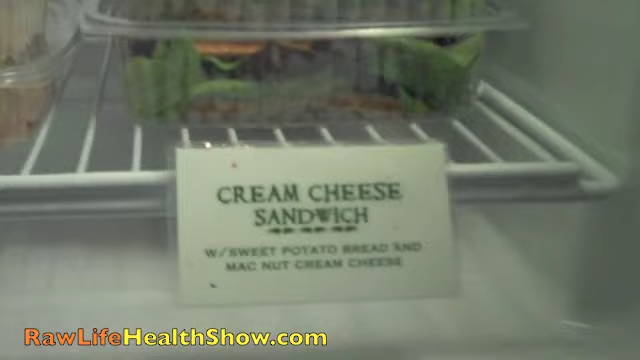 CREAM CHEESE
SANDWICH
W/SWEET POTATO BREAD AND
MAC NUT CREAM CHEESE
RawLifeHealthShow.com